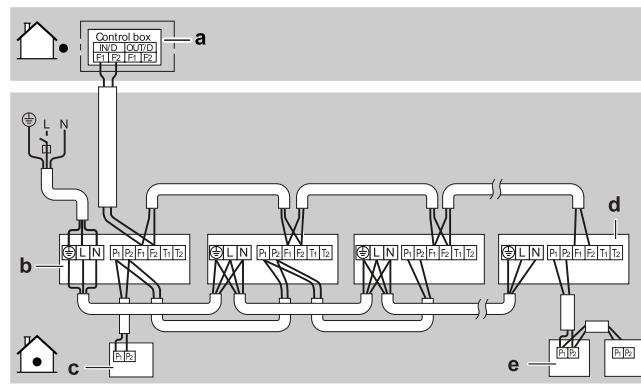 Control box
a
IN/D OUT/D
F1 F2 F1 F2
L N
d
b
L N P1 P2 F1 F2 T1 T2
L N P1 P2 F1 F2 T1 T2
L N P1 P2 F1 F2 T1 T2
L N P1 P2 F1 F2 T1 T2
c
P1 P2
e
P1 P2
P1 P2